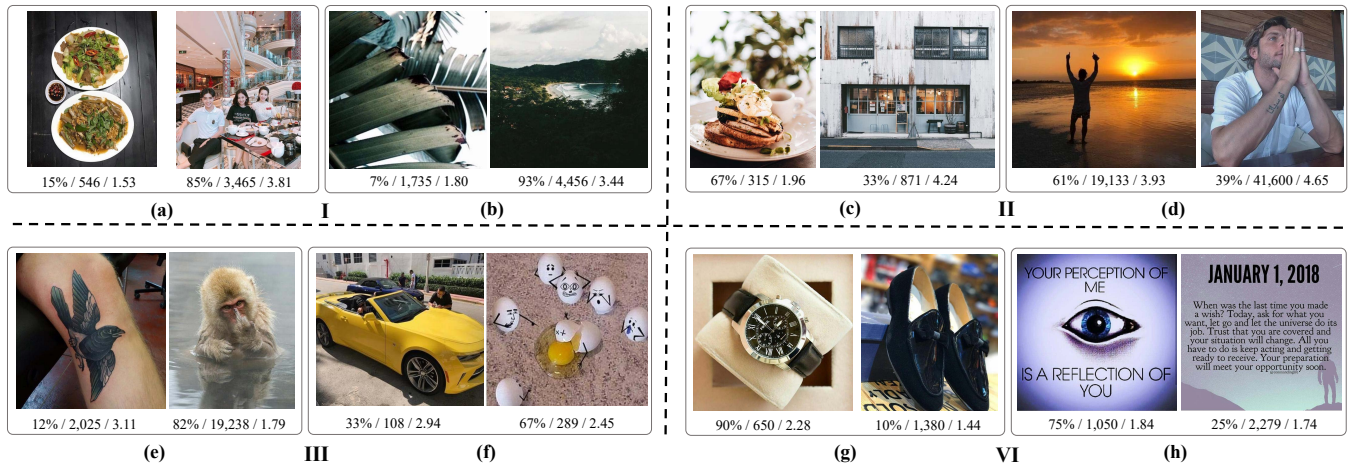 15% / 546 / 1.53
85% / 3,465 / 3.81
7% / 1,735 / 1.80
93% / 4,456 / 3.44
67% / 315 / 1.96
33% / 871 / 4.24
61% / 19,133 / 3.93
39% / 41,600 / 4.65
(a)
I
(b)
(c)
II
(d)
YOUR PERCEPTION OF
ME
IS A REFLECTION OF
YOU
JANUARY 1, 2018
When was the last time you made
a wish? Today, ask for what you
want, let go and let the universe do its
job. Trust that you are covered and
your situation will change. All you
have to do is keep acting and getting
ready to receive. Your preparation
will meet your opportunity soon.
12% / 2,025 / 3.11
82% / 19,238 / 1.79
33% / 108 / 2.94
67% / 289 / 2.45
90% / 650 / 2.28
10% / 1,380 / 1.44
75% / 1,050 / 1.84
25% / 2,279 / 1.74
(e)
III
(f)
(g)
VI
(h)